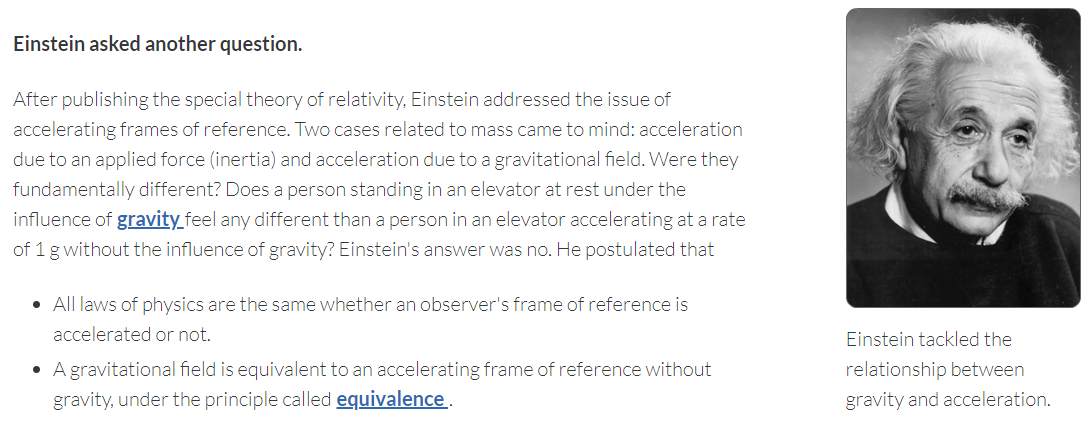 Einstein asked another question.
After publishing the special theory of relativity, Einstein addressed the issue of
accelerating frames of reference. Two cases related to mass came to mind: acceleration
due to an applied force (inertia) and acceleration due to a gravitational field. Were they
fundamentally different? Does a person standing in an elevator at rest under the
influence of gravity feel any different than a person in an elevator accelerating at a rate
of 1 g without the influence of gravity? Einstein's answer was no. He postulated that
• All laws of physics are the same whether an observer's frame of reference is
accelerated or not.
• A gravitational field is equivalent to an accelerating frame of reference without
gravity, under the principle called equivalence .
Einstein tackled the
relationship between
gravity and acceleration.